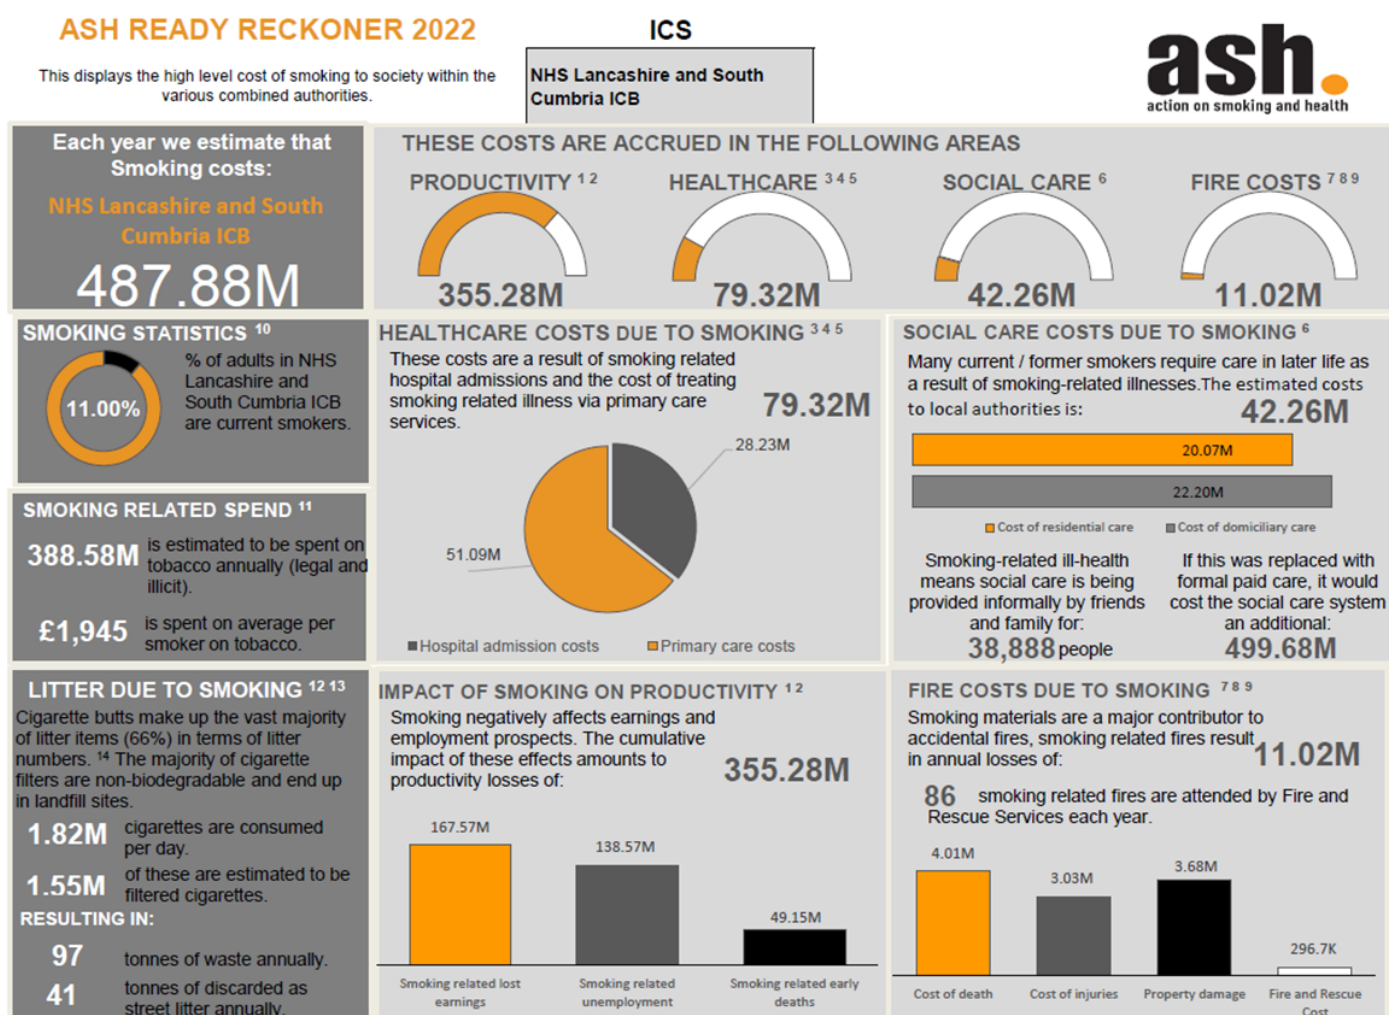 ASH READY RECKONER 2022
This displays the high level cost of smoking to society within the
various combined authorities.
ICS
NHS Lancashire and South
Cumbria ICB
ash.
action on smoking and health
Each year we estimate that
Smoking costs:
NHS Lancashire and South
Cumbria ICB
487.88M
THESE COSTS ARE ACCRUED IN THE FOLLOWING AREAS
PRODUCTIVITY 1 2
355.28M
HEALTHCARE 3 4 5
79.32M
SOCIAL CARE 6
42.26M
FIRE COSTS 7 8 9
11.02M
SMOKING STATISTICS 10
11.00%
% of adults in NHS
Lancashire and
South Cumbria ICB
are current smokers.
SMOKING RELATED SPEND 11
388.58M
is estimated to be spent on
tobacco annually (legal and
illicit).
£1,945
is spent on average per
smoker on tobacco.
LITTER DUE TO SMOKING 12 13
Cigarette butts make up the vast majority
of litter items (66%) in terms of litter
numbers. 14 The majority of cigarette
filters are non-biodegradable and end up
in landfill sites.
1.82M
cigarettes are consumed
per day.
1.55M
of these are estimated to be
filtered cigarettes.
RESULTING IN:
97
tonnes of waste annually.
41
tonnes of discarded as
street litter annually.
HEALTHCARE COSTS DUE TO SMOKING 3 4 5
These costs are a result of smoking related
hospital admissions and the cost of treating
smoking related illness via primary care
services.
79.32M
28.23M
51.09M
Hospital admission costs
Primary care costs
IMPACT OF SMOKING ON PRODUCTIVITY 1 2
Smoking negatively affects earnings and
employment prospects. The cumulative
impact of these effects amounts to
productivity losses of:
355.28M
167.57M
138.57M
49.15M
Smoking related lost
earnings
Smoking related
unemployment
Smoking related early
deaths
SOCIAL CARE COSTS DUE TO SMOKING 6
Many current / former smokers require care in later life as
a result of smoking-related illnesses.The estimated costs
to local authorities is:
42.26M
20.07M
22.20M
Cost of residential care
Cost of domiciliary care
Smoking-related ill-health
means social care is being
provided informally by friends
and family for:
38,888 people
If this was replaced with
formal paid care, it would
cost the social care system
an additional:
499.68M
FIRE COSTS DUE TO SMOKING 7 8 9
Smoking materials are a major contributor to
accidental fires, smoking related fires result
in annual losses of:
11.02M
86 smoking related fires are attended by Fire and
Rescue Services each year.
4.01M
3.03M
3.68M
296.7K
Cost of death
Cost of injuries
Property damage
Fire and Rescue
Cost